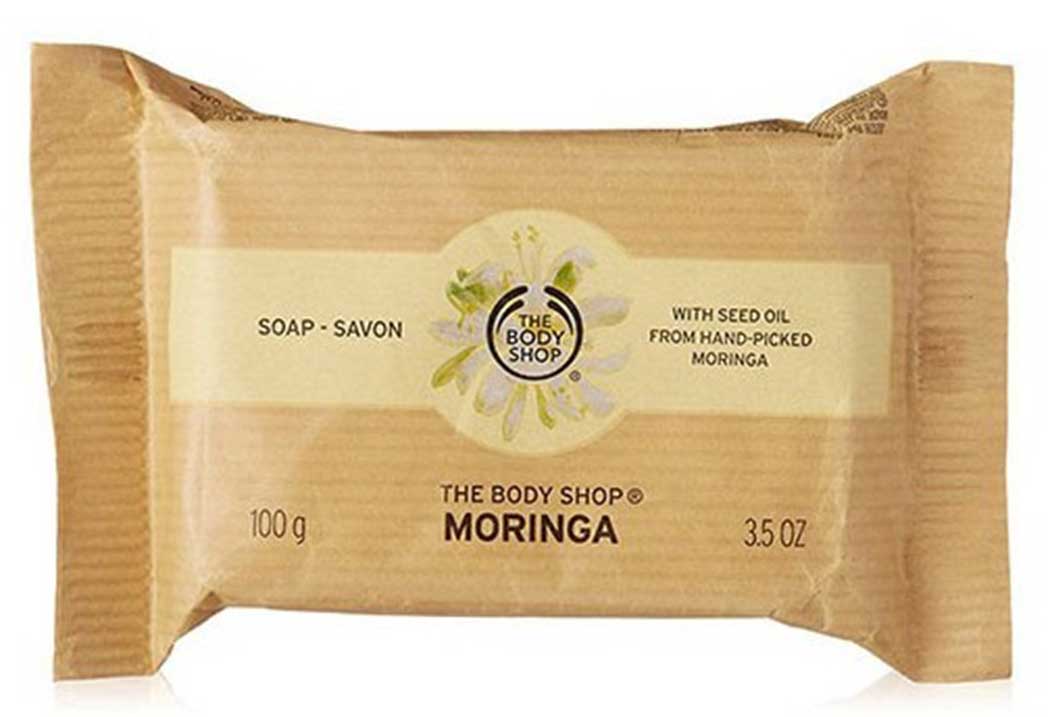 SOAP - SAVON
THE
BODY
SHOP
®
WITH SEED OIL
FROM HAND-PICKED
MORINGA
THE BODY SHOP®
MORINGA
100 g
3.5 OZ